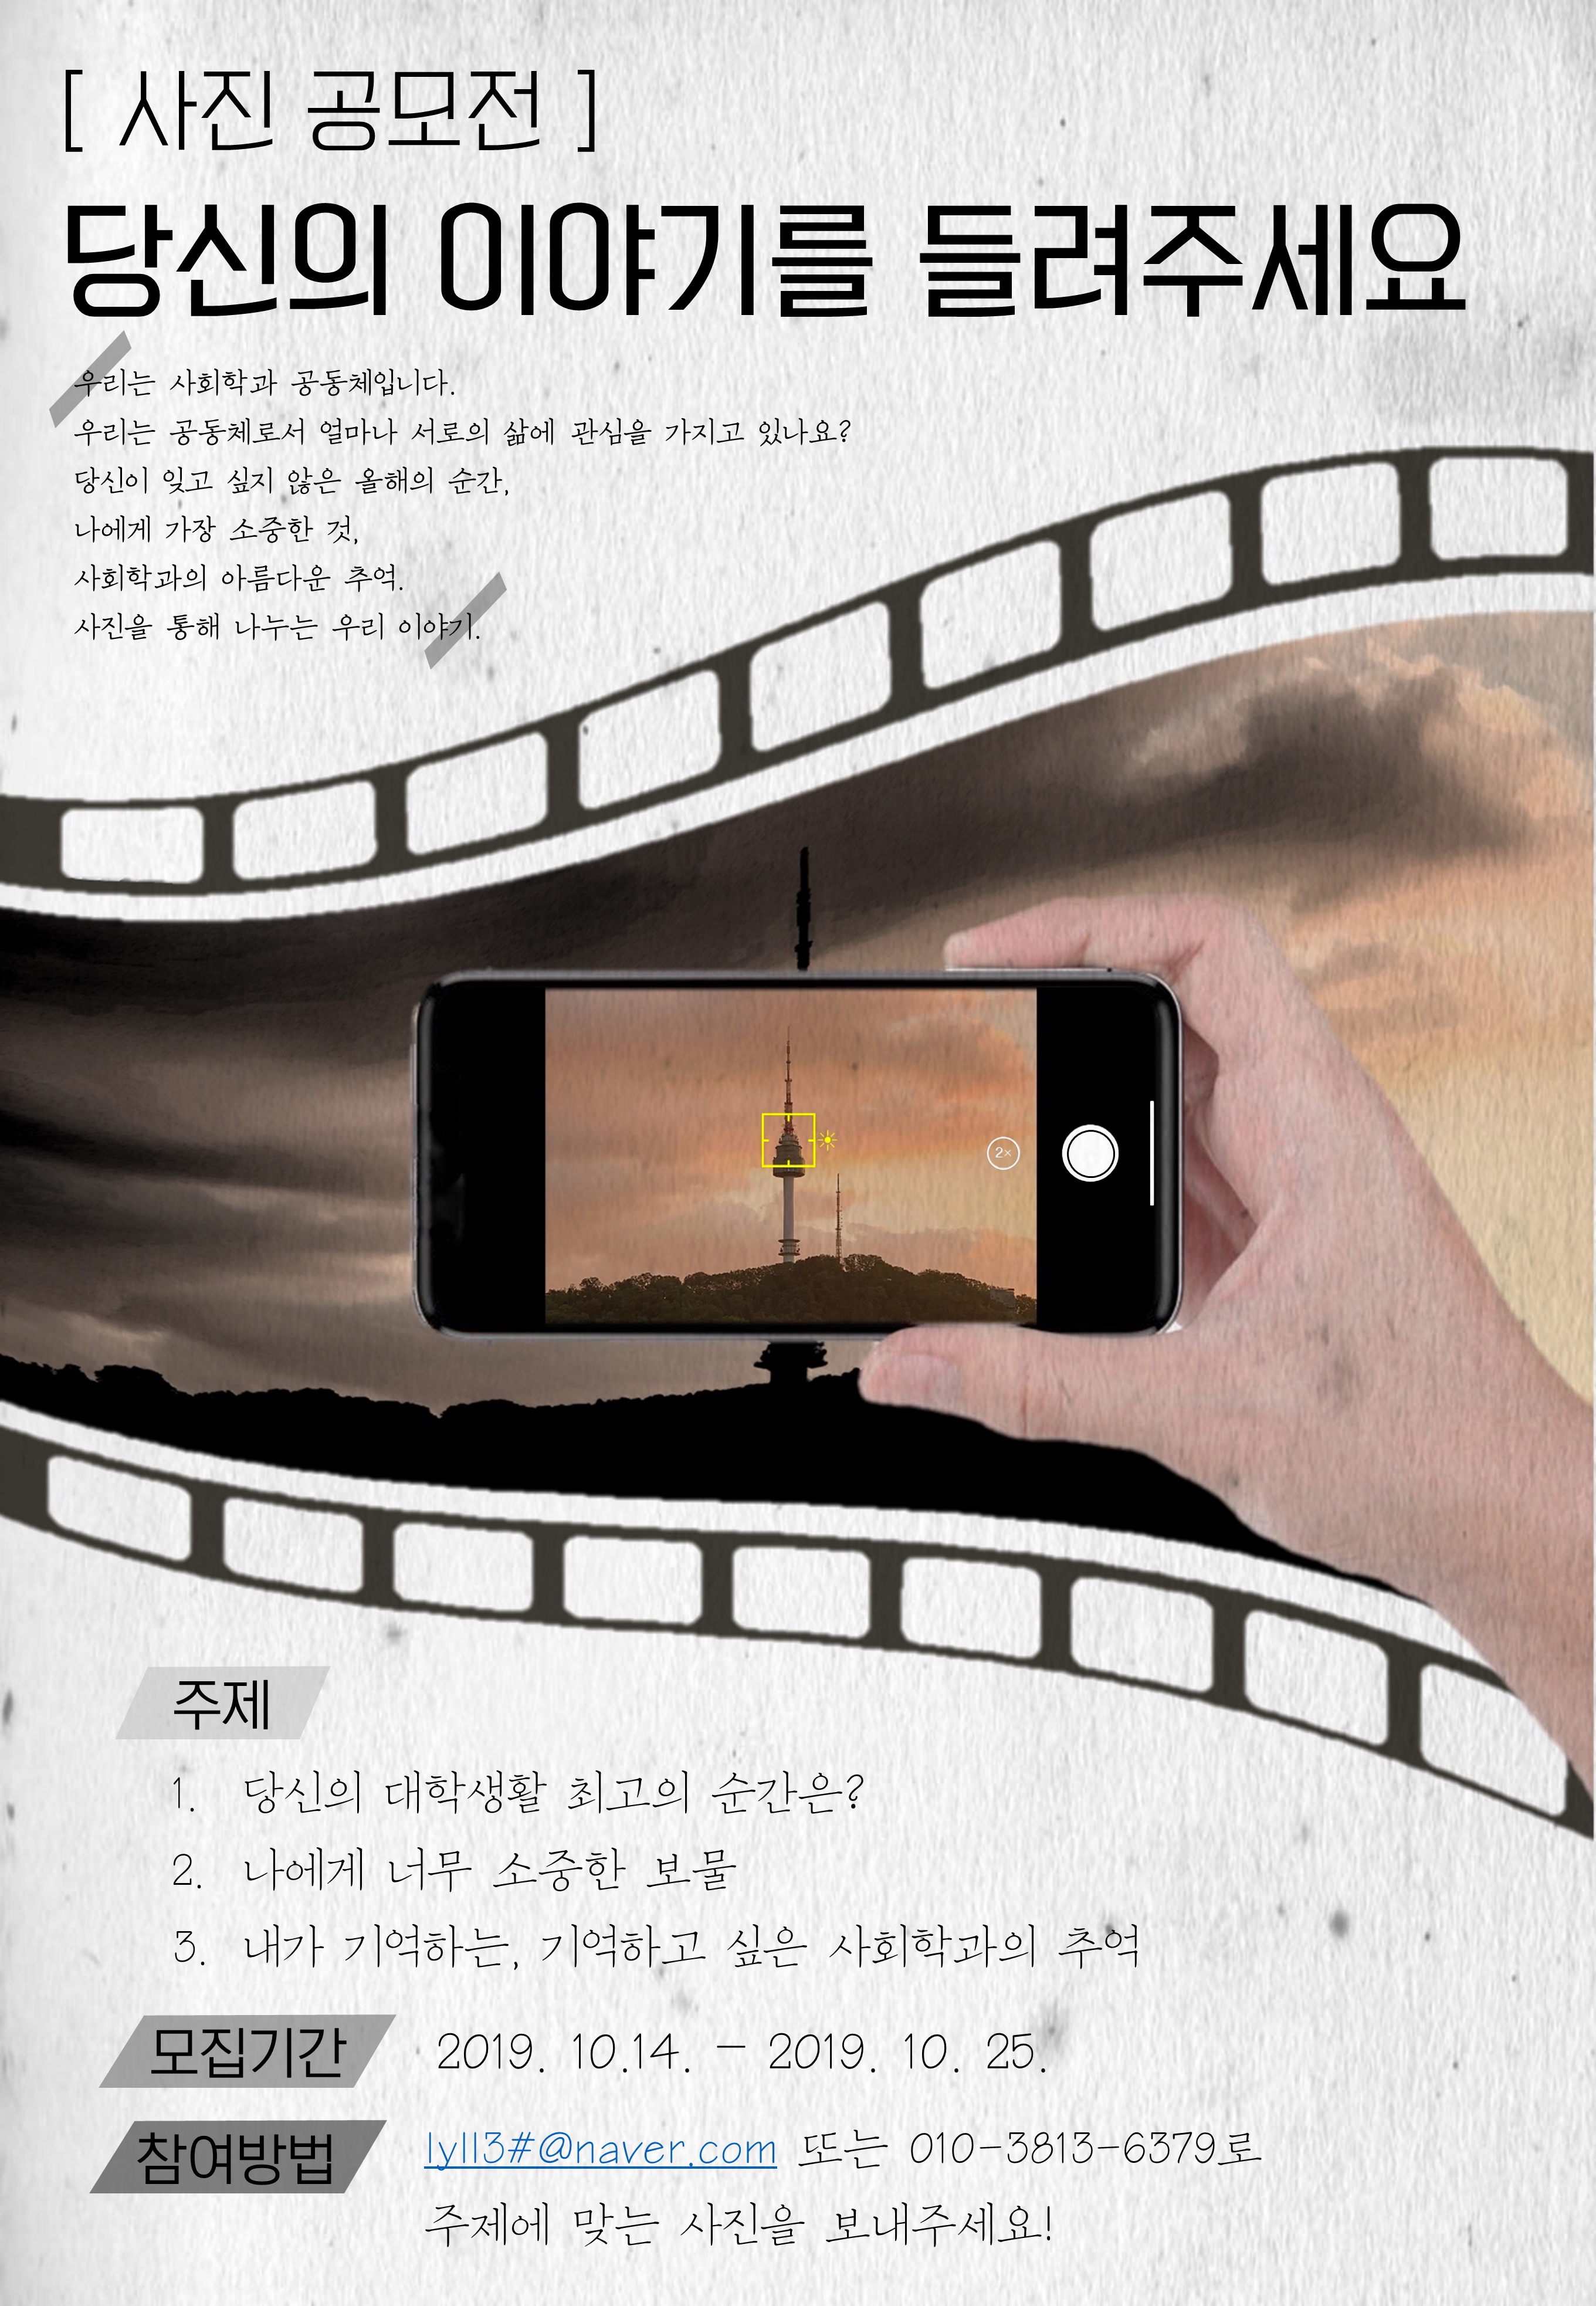 [ 사진 공모전 ]
당신의 이야기를 들려주세요
우리는 사회학과 공동체입니다.
우리는 공동체로서 얼마나 서로의 삶에 관심을 가지고 있나요?
당신이 잊고 싶지 않은 올해의 순간,
나에게 가장 소중한 것,
사회학과의 아름다운 추억.
사진을 통해 나누는 우리 이야기.
2×
주제
1. 당신의 대학생활 최고의 순간은?
2. 나에게 너무 소중한 보물
3. 내가 기억하는, 기억하고 싶은 사회학과의 추억
모집기간 2019. 10.14. - 2019. 10. 25.
참여방법 lyll3#@naver.com 또는 010-3813-6379로
주제에 맞는 사진을 보내주세요!